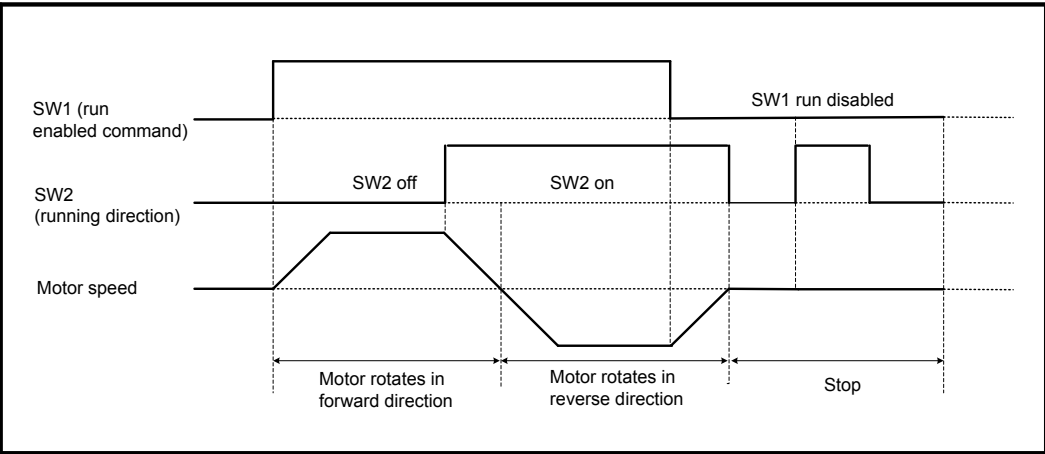 SW1 (run
enabled command)
SW1 run disabled
SW2
(running direction)
SW2 off
SW2 on
Motor speed
Motor rotates in
forward direction
Motor rotates in
reverse direction
Stop